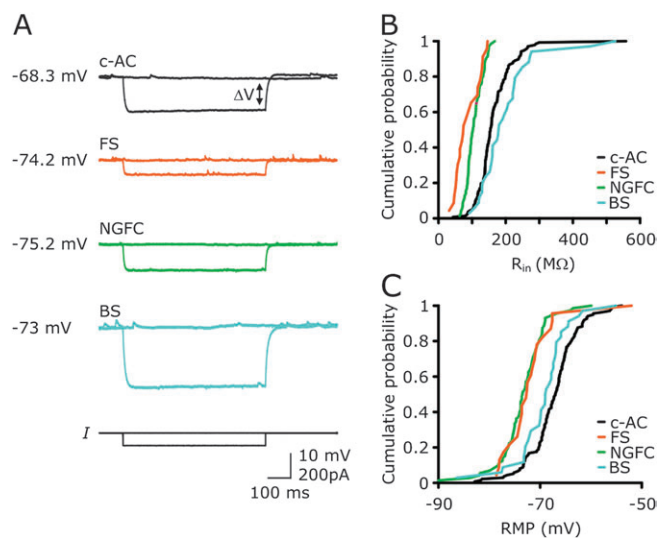 A
c-AC
-68.3 mV
ΔV
FS
-74.2 mV
NGFC
-75.2 mV
BS
-73 mV
I
10 mV
200pA
100 ms
B
Cumulative probability
1
0.8
0.6
0.4
0.2
0
c-AC
FS
NGFC
BS
0 200 400 600
Rin (MΩ)
C
Cumulative probability
1
0.8
0.6
0.4
0.2
0
c-AC
FS
NGFC
BS
-90 -70 -50
RMP (mV)